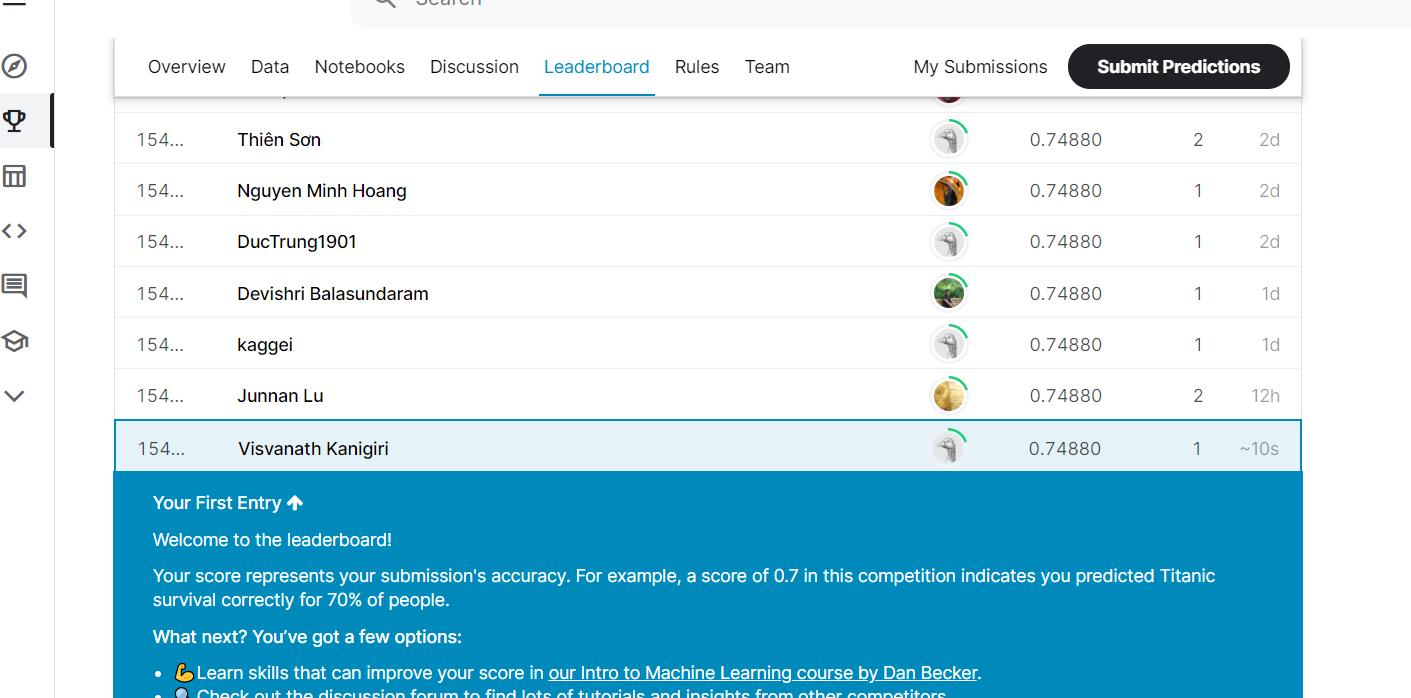 Search
Overview Data Notebooks Discussion Leaderboard Rules Team My Submissions Submit Predictions
154... Thiên Sơn 0.74880 2 2d
154... Nguyen Minh Hoang 0.74880 1 2d
154... DucTrung1901 0.74880 1 2d
154... Devishri Balasundaram 0.74880 1 1d
154... kaggei 0.74880 1 1d
154... Junnan Lu 0.74880 2 12h
154... Visvanath Kanigiri 0.74880 1 ~10s
Your First Entry ↑
Welcome to the leaderboard!
Your score represents your submission's accuracy. For example, a score of 0.7 in this competition indicates you predicted Titanic
survival correctly for 70% of people.
What next? You've got a few options:
• 💪Learn skills that can improve your score in our Intro to Machine Learning course by Dan Becker.
• 🔍Check out the discussion forum to find lots of tutorials and insights from other competitors.